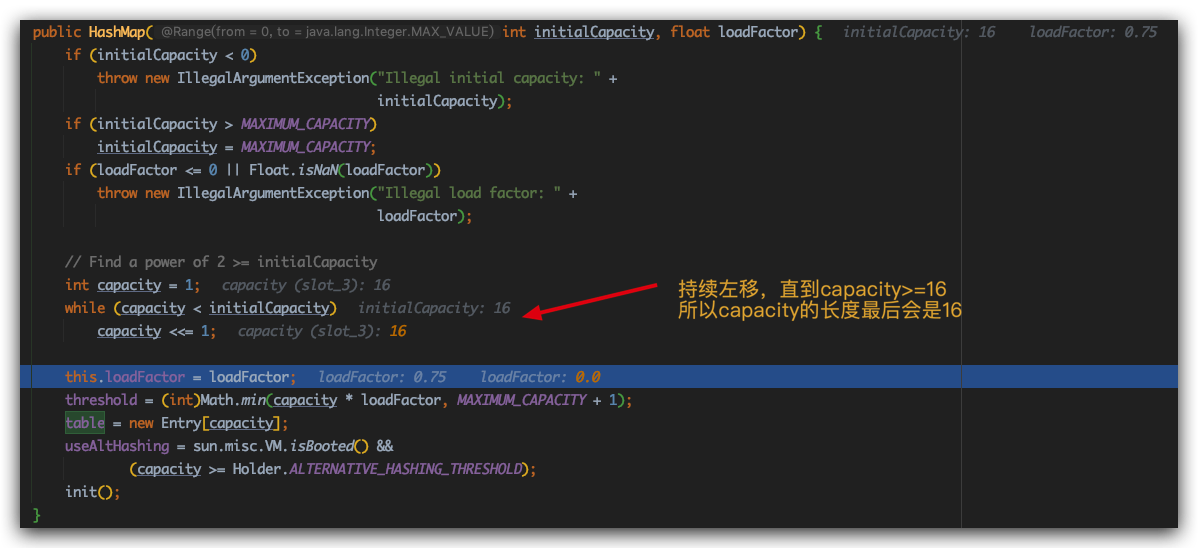 public HashMap( @Range(from = 0, to = java.lang.Integer.MAX_VALUE) int initialCapacity, float loadFactor) { initialCapacity: 16 loadFactor: 0.75
if (initialCapacity < 0)
throw new IllegalArgumentException("Illegal initial capacity: " +
initialCapacity);
if (initialCapacity > MAXIMUM_CAPACITY)
initialCapacity = MAXIMUM_CAPACITY;
if (loadFactor <= 0 || Float.isNaN(loadFactor))
throw new IllegalArgumentException("Illegal load factor: " +
loadFactor);
// Find a power of 2 >= initialCapacity
int capacity = 1; capacity (slot_3): 16
while (capacity < initialCapacity) initialCapacity: 16
capacity <<= 1; capacity (slot_3): 16
持续左移，直到capacity>=16
所以capacity的长度最后会是16
this.loadFactor = loadFactor; loadFactor: 0.75 loadFactor: 0.0
threshold = (int)Math.min(capacity * loadFactor, MAXIMUM_CAPACITY + 1);
table = new Entry[capacity];
useAltHashing = sun.misc.VM.isBooted() &&
(capacity >= Holder.ALTERNATIVE_HASHING_THRESHOLD);
init();
}